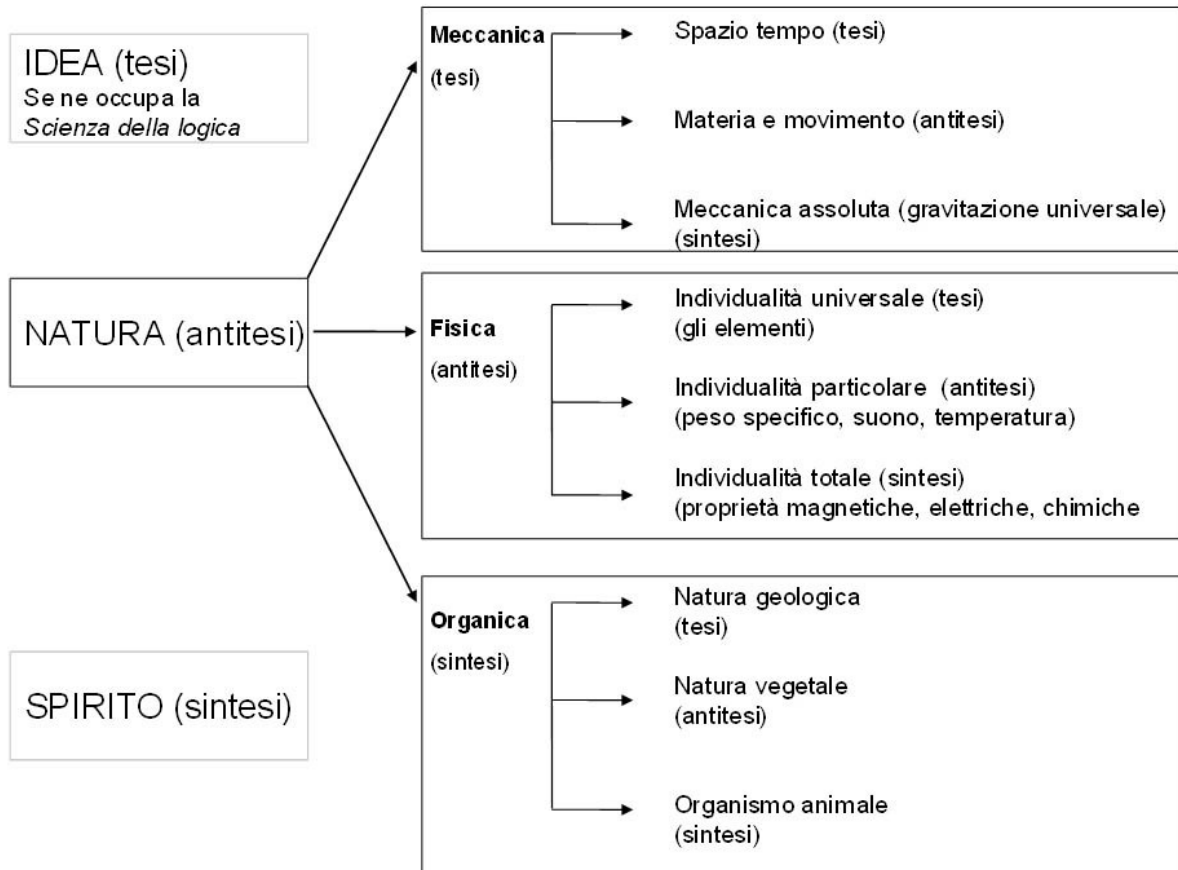 IDEA (tesi)
Se ne occupa la
Scienza della logica
NATURA (antitesi)
SPIRITO (sintesi)
Meccanica
(tesi)
Spazio tempo (tesi)
Materia e movimento (antitesi)
Meccanica assoluta (gravitazione universale)
(sintesi)
Fisica
(antitesi)
Individualità universale (tesi)
(gli elementi)
Individualità particolare (antitesi)
(peso specifico, suono, temperatura)
Individualità totale (sintesi)
(proprietà magnetiche, elettriche, chimiche
Organica
(sintesi)
Natura geologica
(tesi)
Natura vegetale
(antitesi)
Organismo animale
(sintesi)